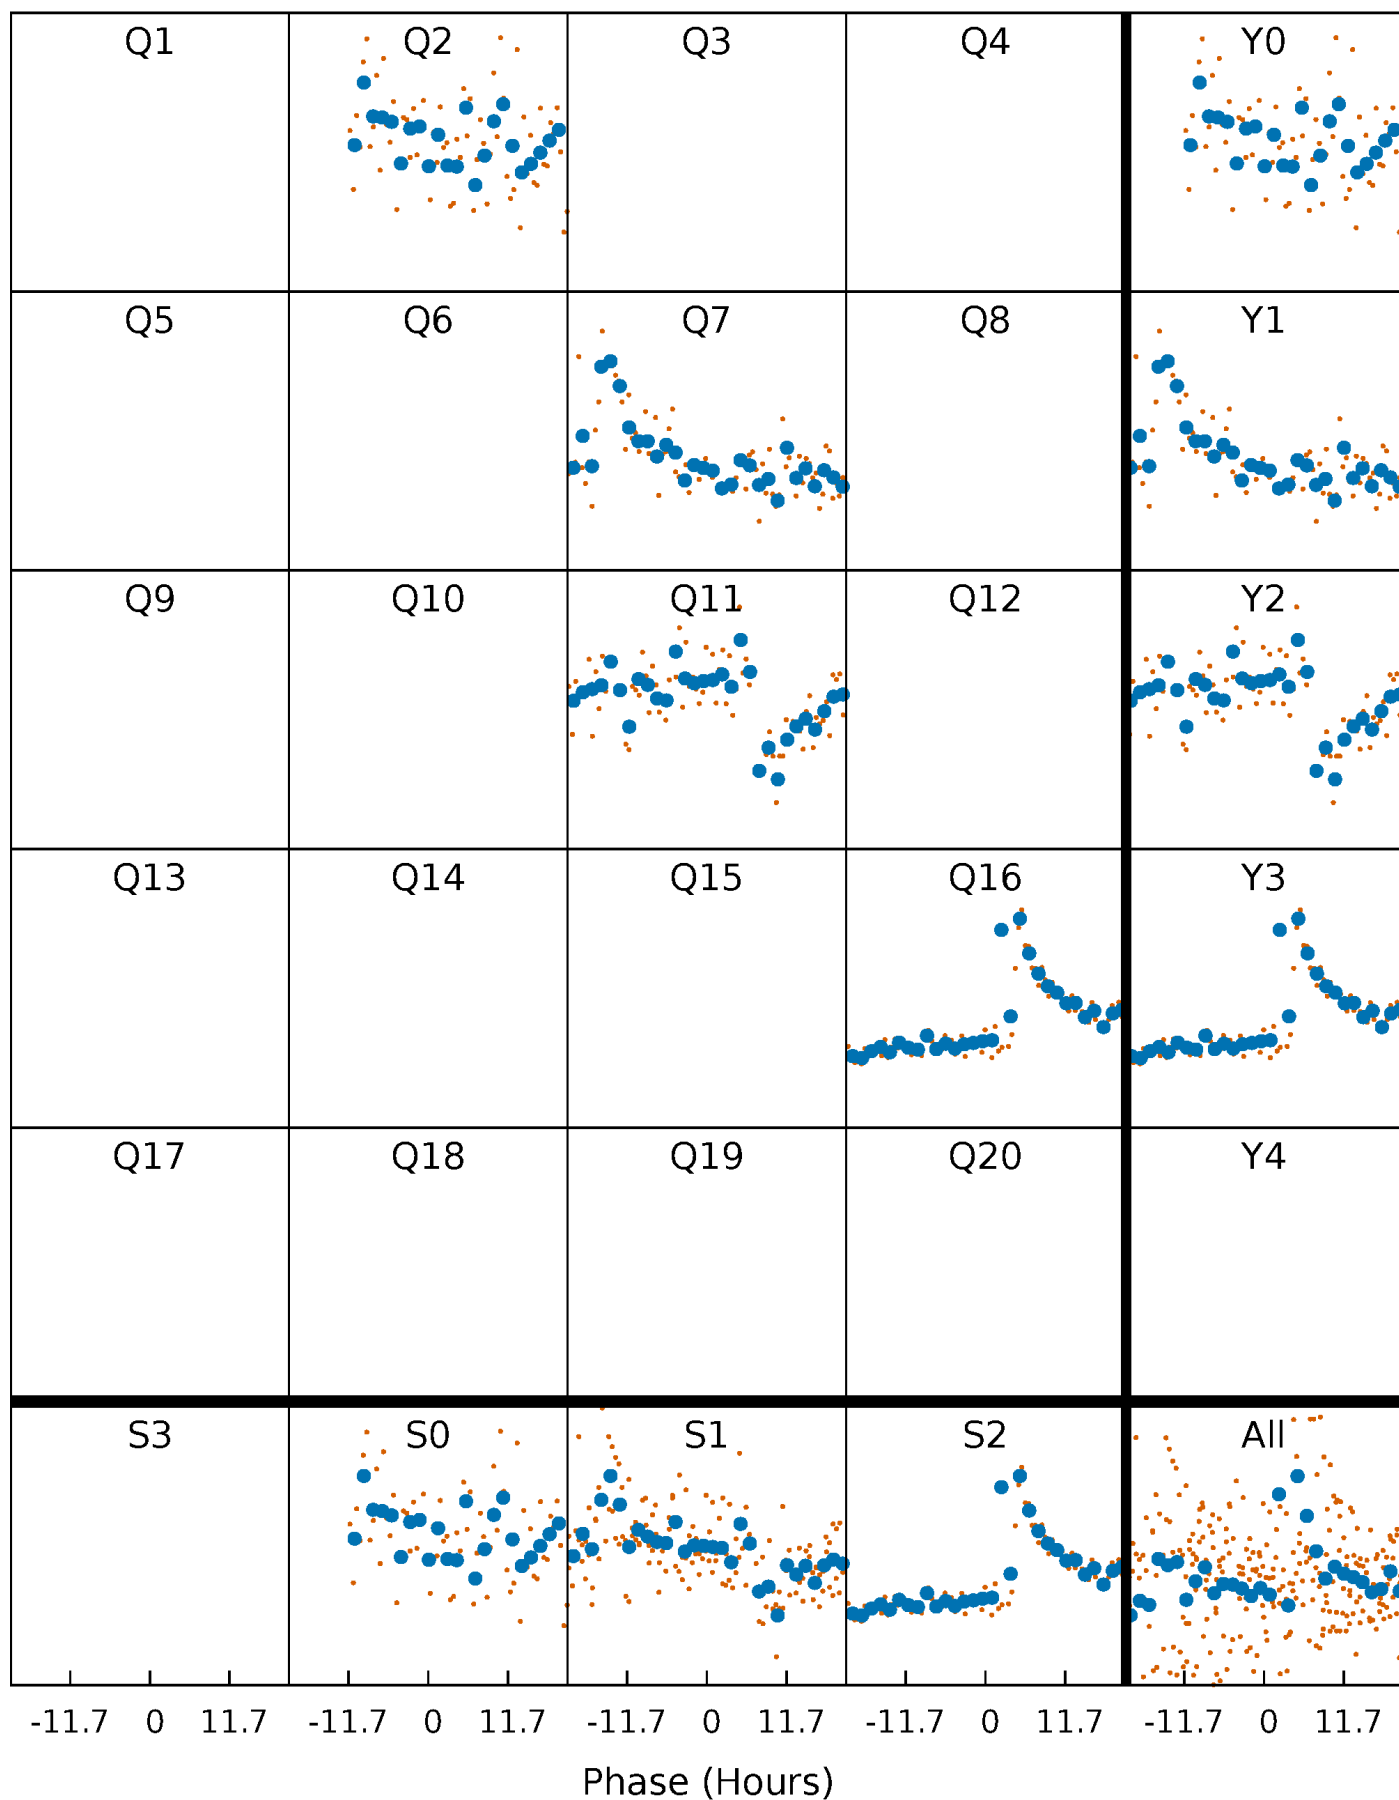 Q1 Q2 Q3 Q4 Y0
Q5 Q6 Q7 Q8 Y1
Q9 Q10 Q11 Q12 Y2
Q13 Q14 Q15 Q16 Y3
Q17 Q18 Q19 Q20 Y4
S3 S0 S1 S2 All
-11.7 0 11.7 -11.7 0 11.7 -11.7 0 11.7 -11.7 0 11.7 -11.7 0 11.7
Phase (Hours)